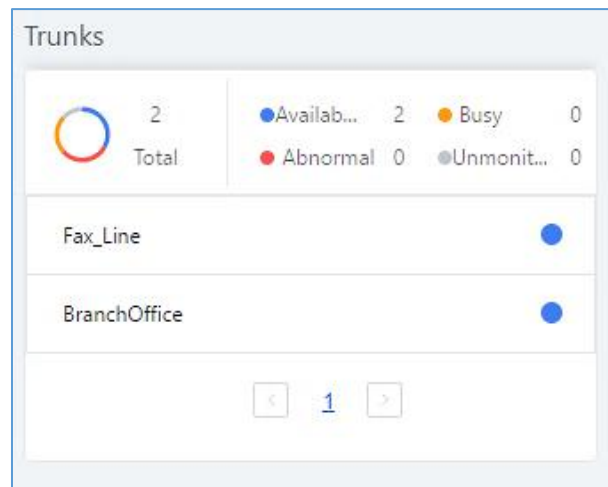 Trunks
2
Total
Availab... 2
Busy 0
Abnormal 0
Unmonit... 0
Fax_Line
BranchOffice
< 1 >